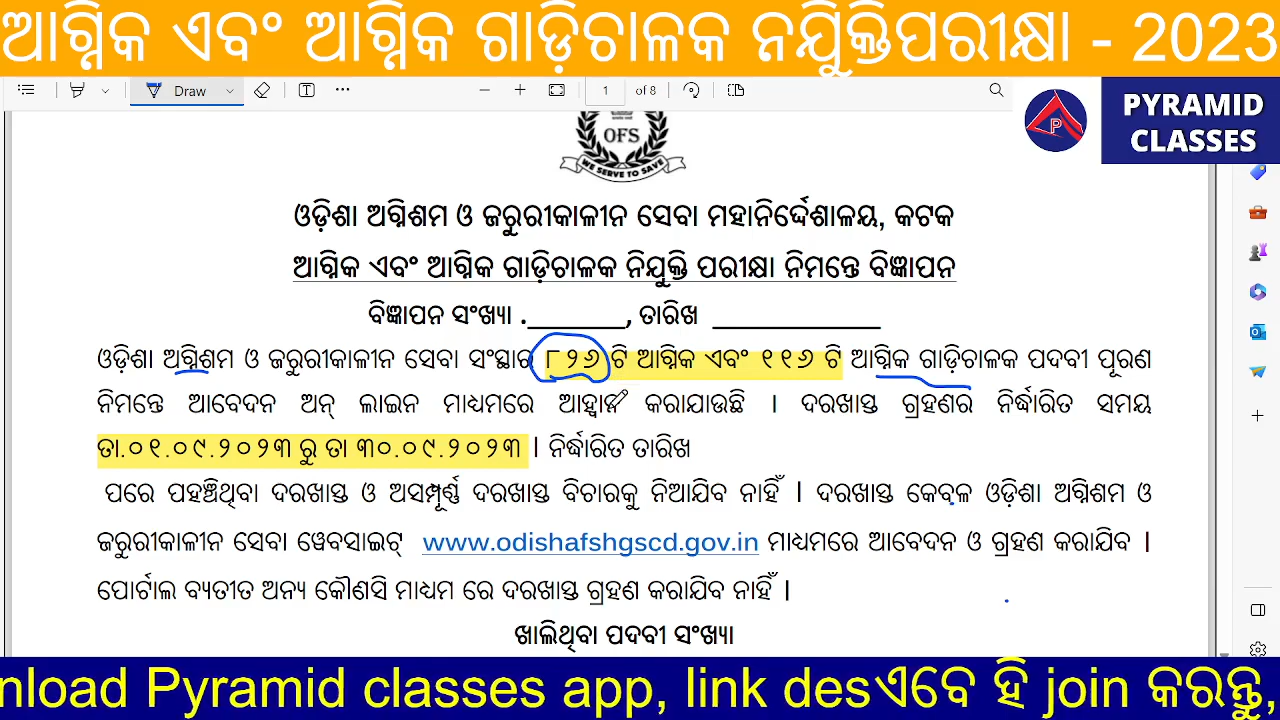 ଆଗ୍ନିକ ଏବଂ ଆଗ୍ନିକ ଗାଡ଼ିଚାଳକ ନଯୁିକ୍ତିପରୀକ୍ଷା - 2023
Draw
1 of 8
PYRAMID
CLASSES
P
OFS
WE SERVE TO SAVE
ଓଡ଼ିଶା ଅଗ୍ନିଶମ ଓ ଜରୁରୀକାଳୀନ ସେବା ମହାନିର୍ଦ୍ଦେଶାଳୟ, କଟକ
ଆଗ୍ନିକ ଏବଂ ଆଗ୍ନିକ ଗାଡ଼ିଚାଳକ ନିଯୁକ୍ତି ପରୀକ୍ଷା ନିମନ୍ତେ ବିଜ୍ଞାପନ
ବିଜ୍ଞାପନ ସଂଖ୍ୟା .______, ତାରିଖ ___________
ଓଡ଼ିଶା ଅଗ୍ନିଶମ ଓ ଜରୁରୀକାଳୀନ ସେବା ସଂସ୍ଥାର ୮୨୬ ଟି ଆଗ୍ନିକ ଏବଂ ୧୧୬ ଟି ଆଗ୍ନିକ ଗାଡ଼ିଚାଳକ ପଦବୀ ପୂରଣ
ନିମନ୍ତେ ଆବେଦନ ଅନ୍ ଲାଇନ ମାଧ୍ୟମରେ ଆହ୍ୱାନ କରାଯାଉଛି । ଦରଖାସ୍ତ ଗ୍ରହଣର ନିର୍ଦ୍ଧାରିତ ସମୟ
ତା.୦୧.୦୯.୨୦୨୩ ରୁ ତା ୩୦.୦୯.୨୦୨୩ । ନିର୍ଦ୍ଧାରିତ ତାରିଖ
ପରେ ପହଞ୍ଚିଥିବା ଦରଖାସ୍ତ ଓ ଅସମ୍ପୂର୍ଣ୍ଣ ଦରଖାସ୍ତ ବିଚାରକୁ ନିଆଯିବ ନାହିଁ । ଦରଖାସ୍ତ କେବଳ ଓଡ଼ିଶା ଅଗ୍ନିଶମ ଓ
ଜରୁରୀକାଳୀନ ସେବା ୱେବସାଇଟ୍ www.odishafshgscd.gov.in ମାଧ୍ୟମରେ ଆବେଦନ ଓ ଗ୍ରହଣ କରାଯିବ ।
ପୋର୍ଟାଲ ବ୍ୟତୀତ ଅନ୍ୟ କୌଣସି ମାଧ୍ୟମ ରେ ଦରଖାସ୍ତ ଗ୍ରହଣ କରାଯିବ ନାହିଁ ।
ଖାଲିଥିବା ପଦବୀ ସଂଖ୍ୟା
nload Pyramid classes app, link desଏବେ ହିଁ join କରନ୍ତୁ,